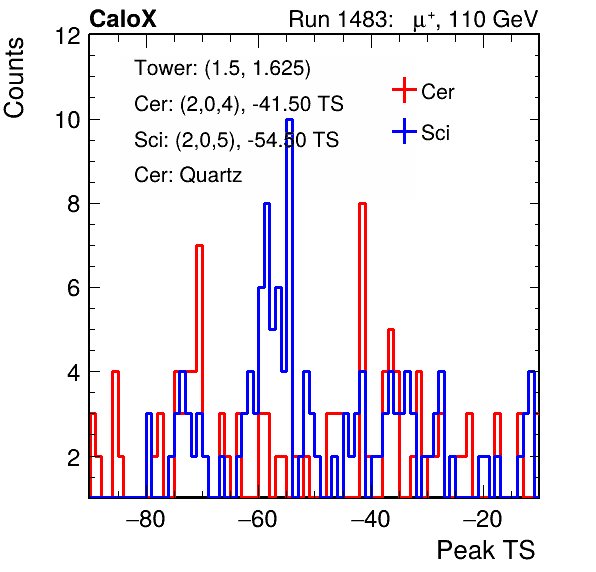 CaloX Run 1483: μ⁺, 110 GeV
Counts
12
10
8
6
4
2
Tower: (1.5, 1.625)
Cer: (2,0,4), -41.50 TS
Sci: (2,0,5), -54.50 TS
Cer: Quartz
Cer
Sci
−80 −60 −40 −20
Peak TS